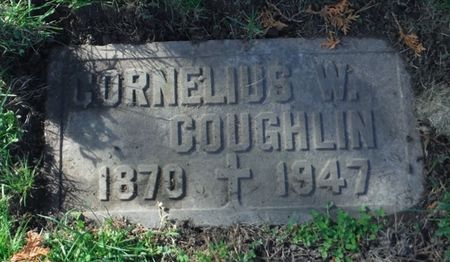 CORNELIUS W.
COUGHLIN
1870 † 1947